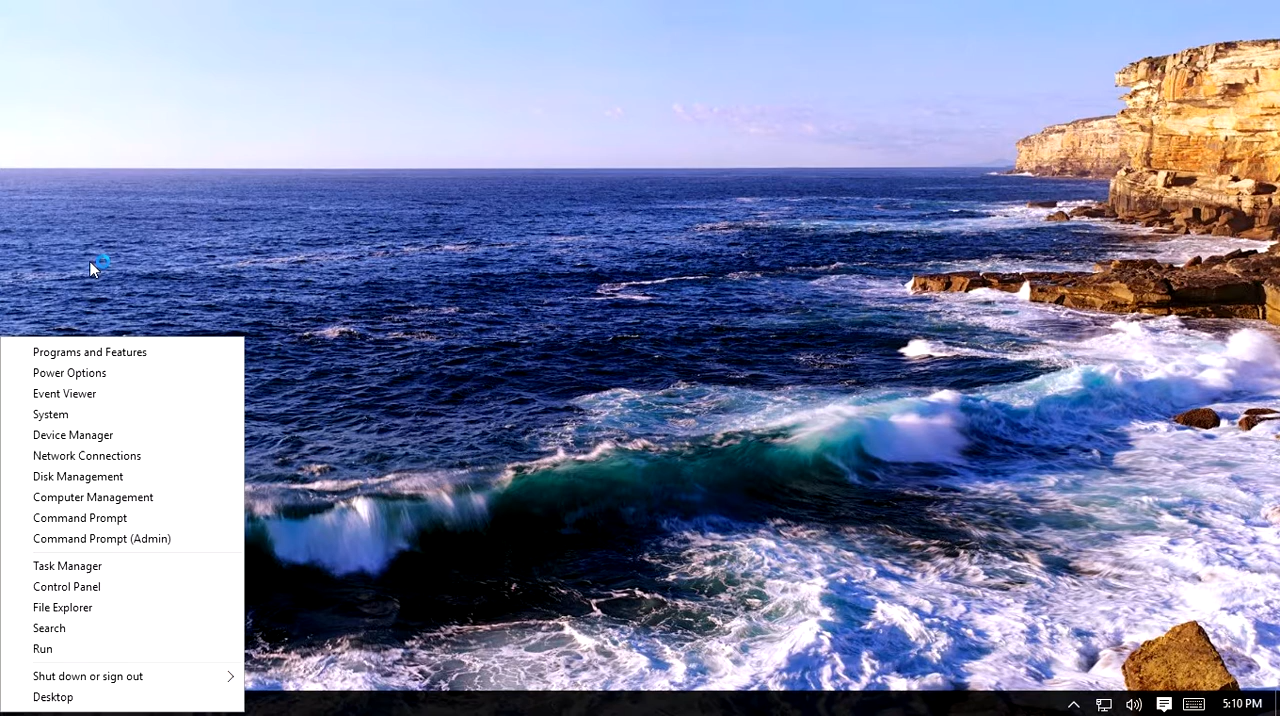 Programs and Features
Power Options
Event Viewer
System
Device Manager
Network Connections
Disk Management
Computer Management
Command Prompt
Command Prompt (Admin)
Task Manager
Control Panel
File Explorer
Search
Run
Shut down or sign out
Desktop
5:10 PM